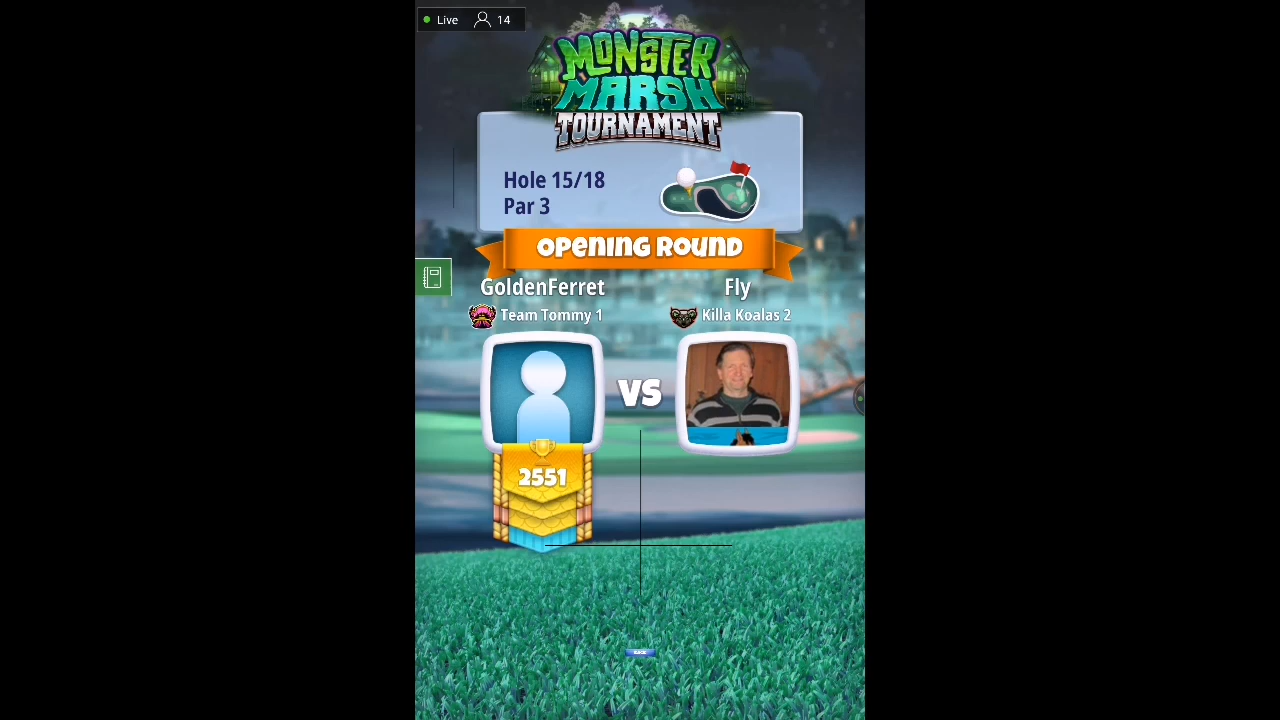 Live 14
MONSTER
MARSH
TOURNAMENT
Hole 15/18
Par 3
OPENING ROUND
GoldenFerret Fly
Team Tommy 1 Killa Koalas 2
VS
2551